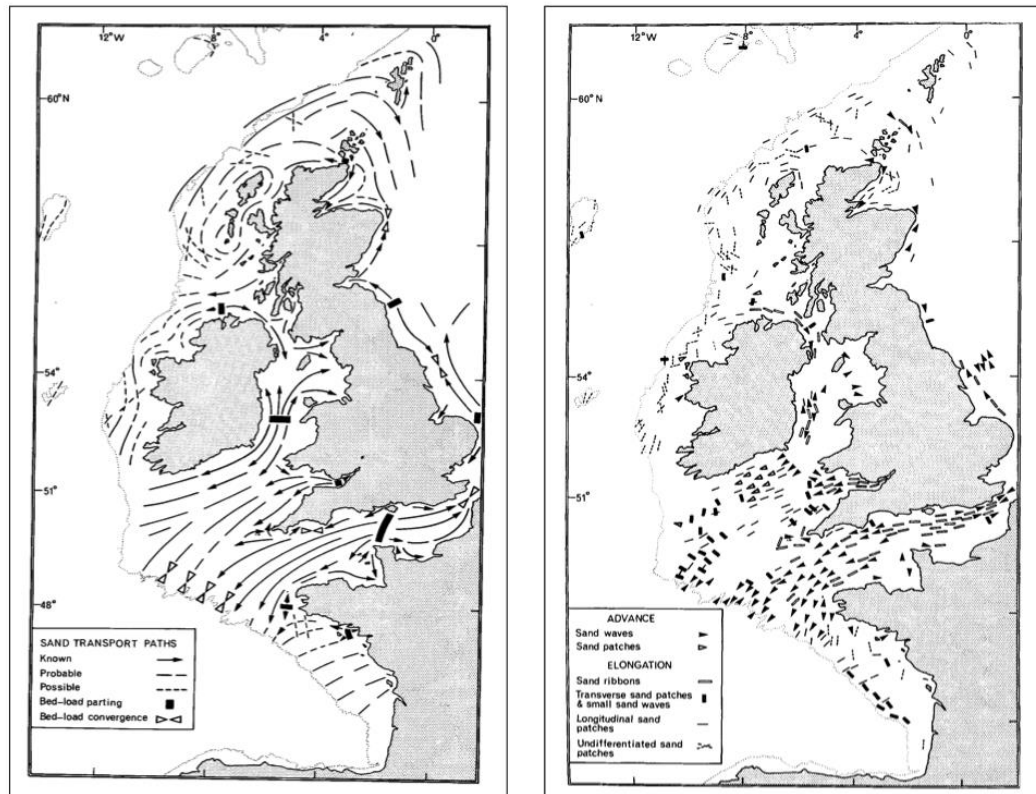 12°W 8° 4° 0°
60°N
54°
51°
48°
SAND TRANSPORT PATHS
Known
Probable
Possible
Bed-load parting
Bed-load convergence
12°W 8° 4° 0°
60°N
54°
51°
48°
ADVANCE
Sand waves
Sand patches
ELONGATION
Sand ribbons
Transverse sand patches
& small sand waves
Longitudinal sand
patches
Undifferentiated sand
patches